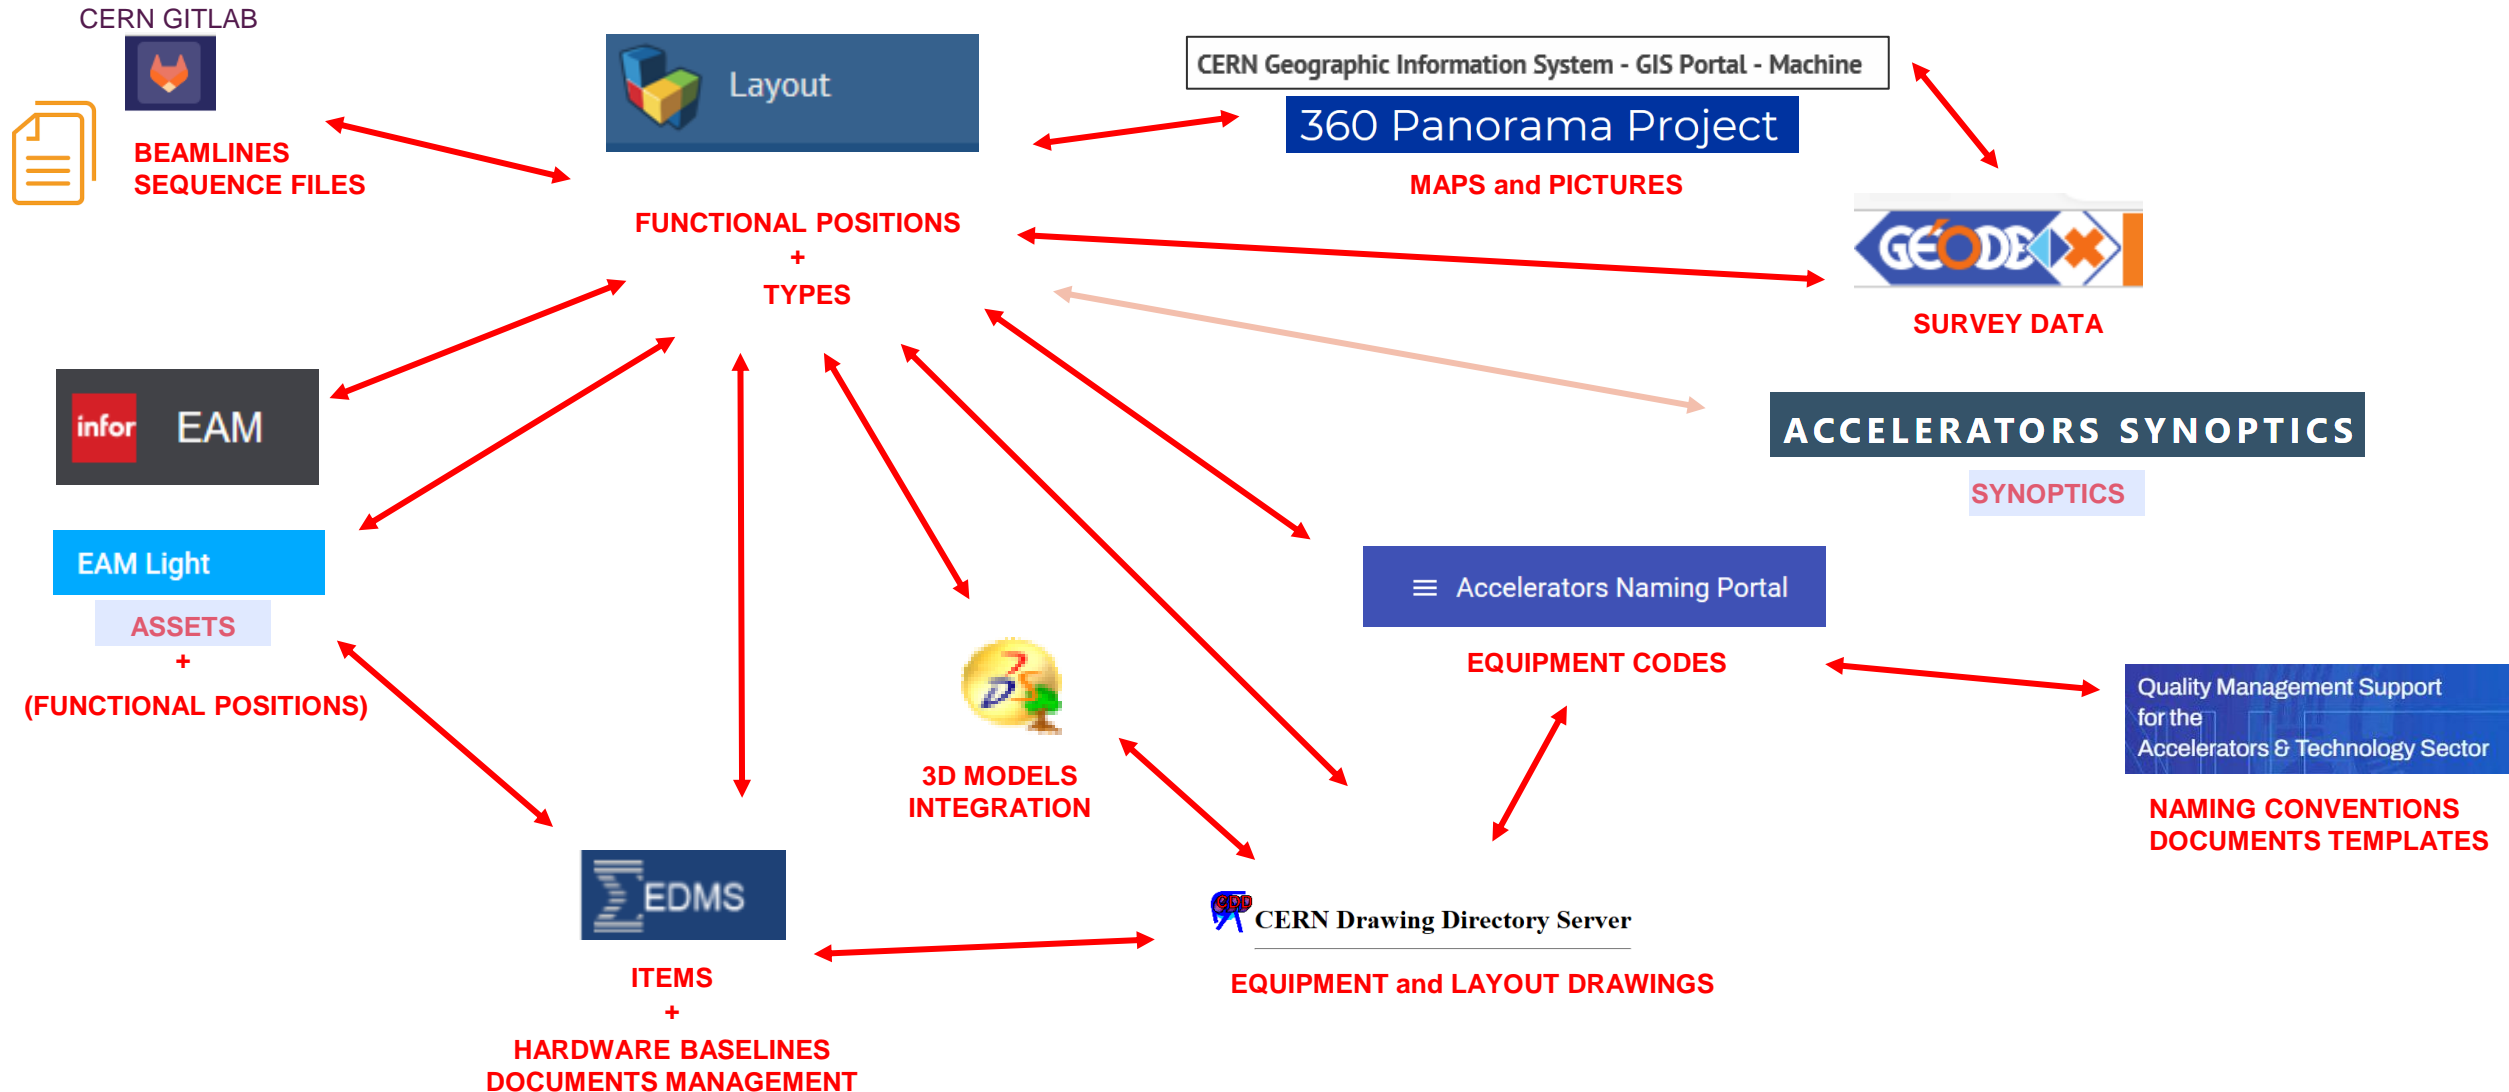 CERN GITLAB
BEAMLINES
SEQUENCE FILES
Layout
FUNCTIONAL POSITIONS
+
TYPES
CERN Geographic Information System - GIS Portal - Machine
360 Panorama Project
MAPS and PICTURES
GÉODE
SURVEY DATA
infor EAM
EAM Light
ASSETS
+
(FUNCTIONAL POSITIONS)
ACCELERATORS SYNOPTICS
SYNOPTICS
Accelerators Naming Portal
EQUIPMENT CODES
Quality Management Support
for the
Accelerators & Technology Sector
NAMING CONVENTIONS
DOCUMENTS TEMPLATES
3DS
3D MODELS
INTEGRATION
EDMS
ITEMS
+
HARDWARE BASELINES
DOCUMENTS MANAGEMENT
CDD
CERN Drawing Directory Server
EQUIPMENT and LAYOUT DRAWINGS